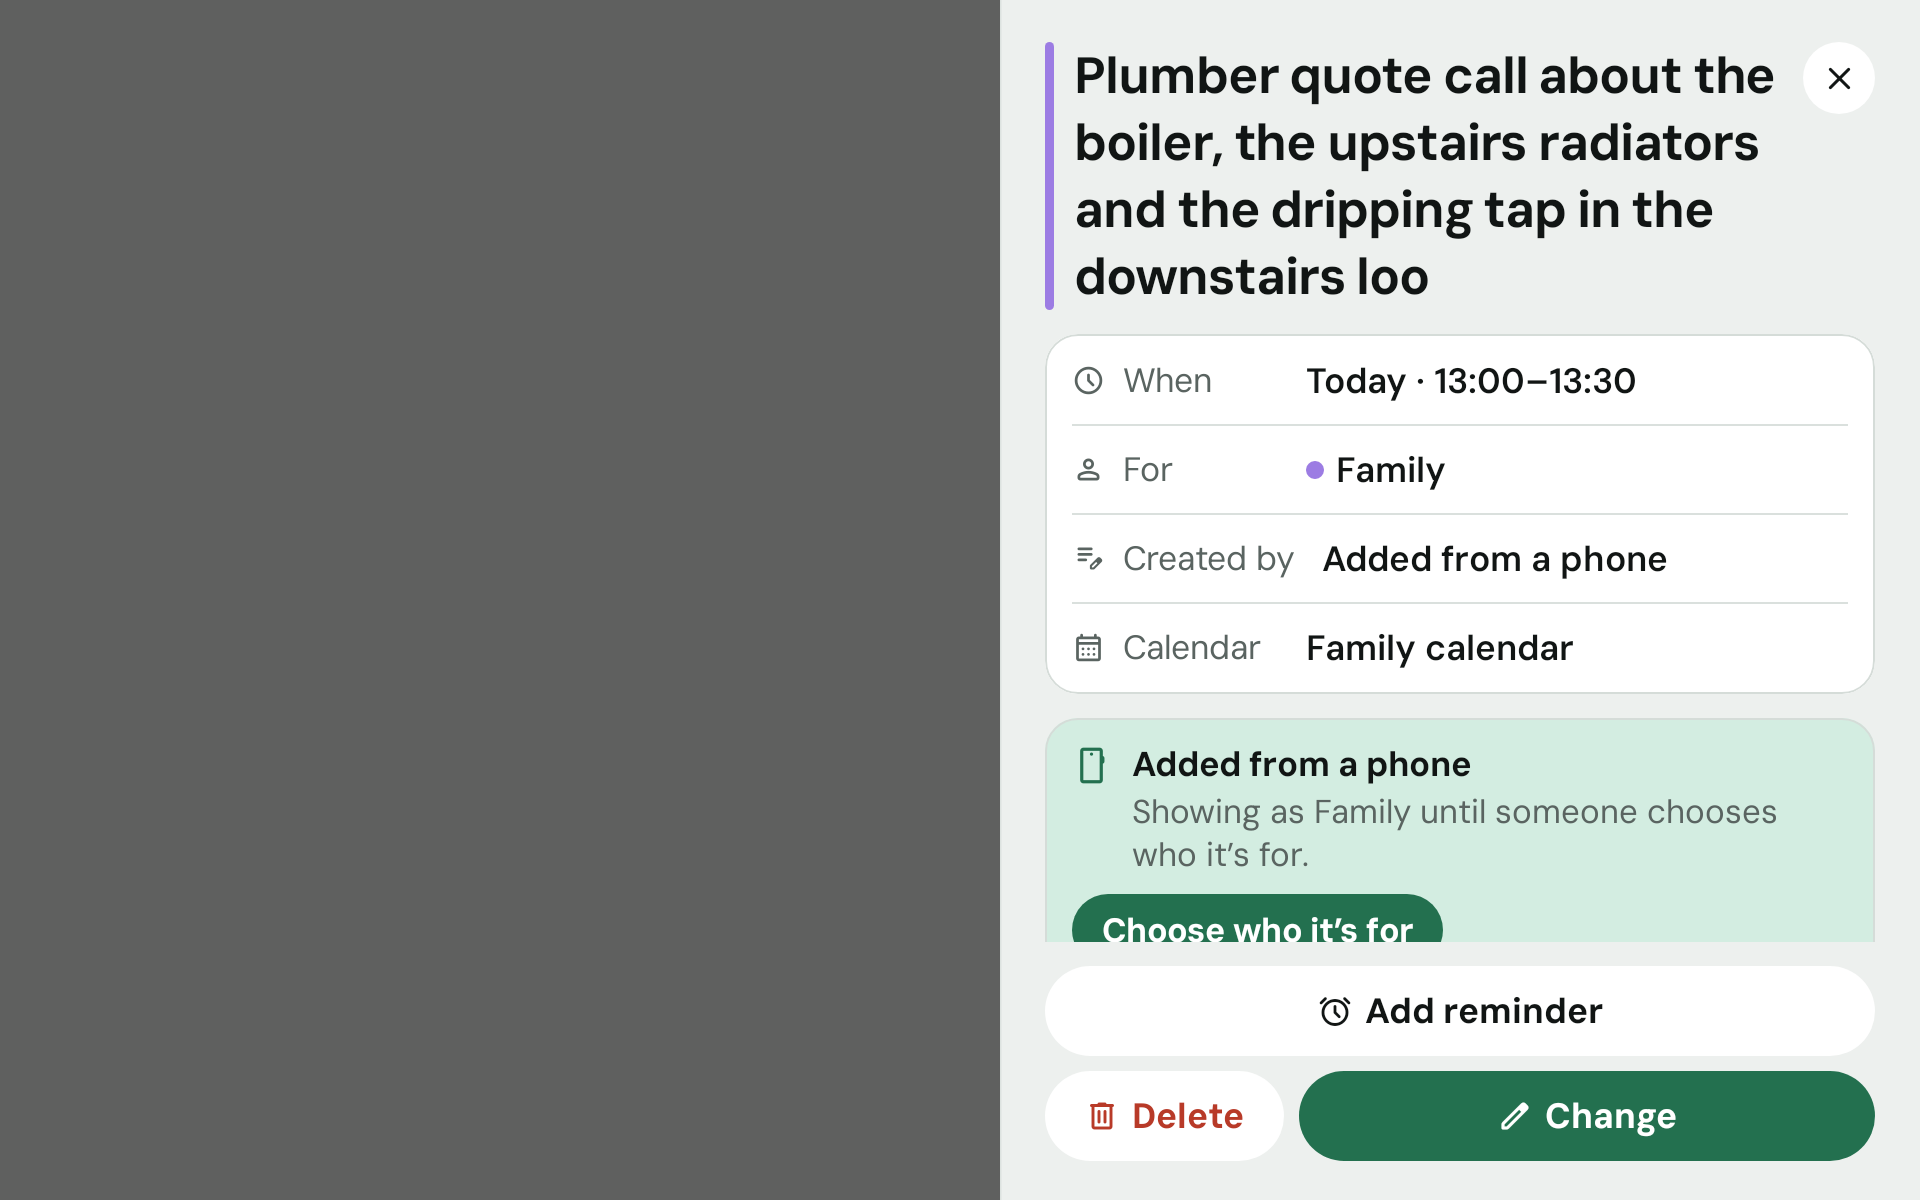 Plumber quote call about the
boiler, the upstairs radiators
and the dripping tap in the
downstairs loo
When Today · 13:00–13:30
For Family
Created by Added from a phone
Calendar Family calendar
Added from a phone
Showing as Family until someone chooses
who it’s for.
Choose who it’s for
Add reminder
Delete
Change